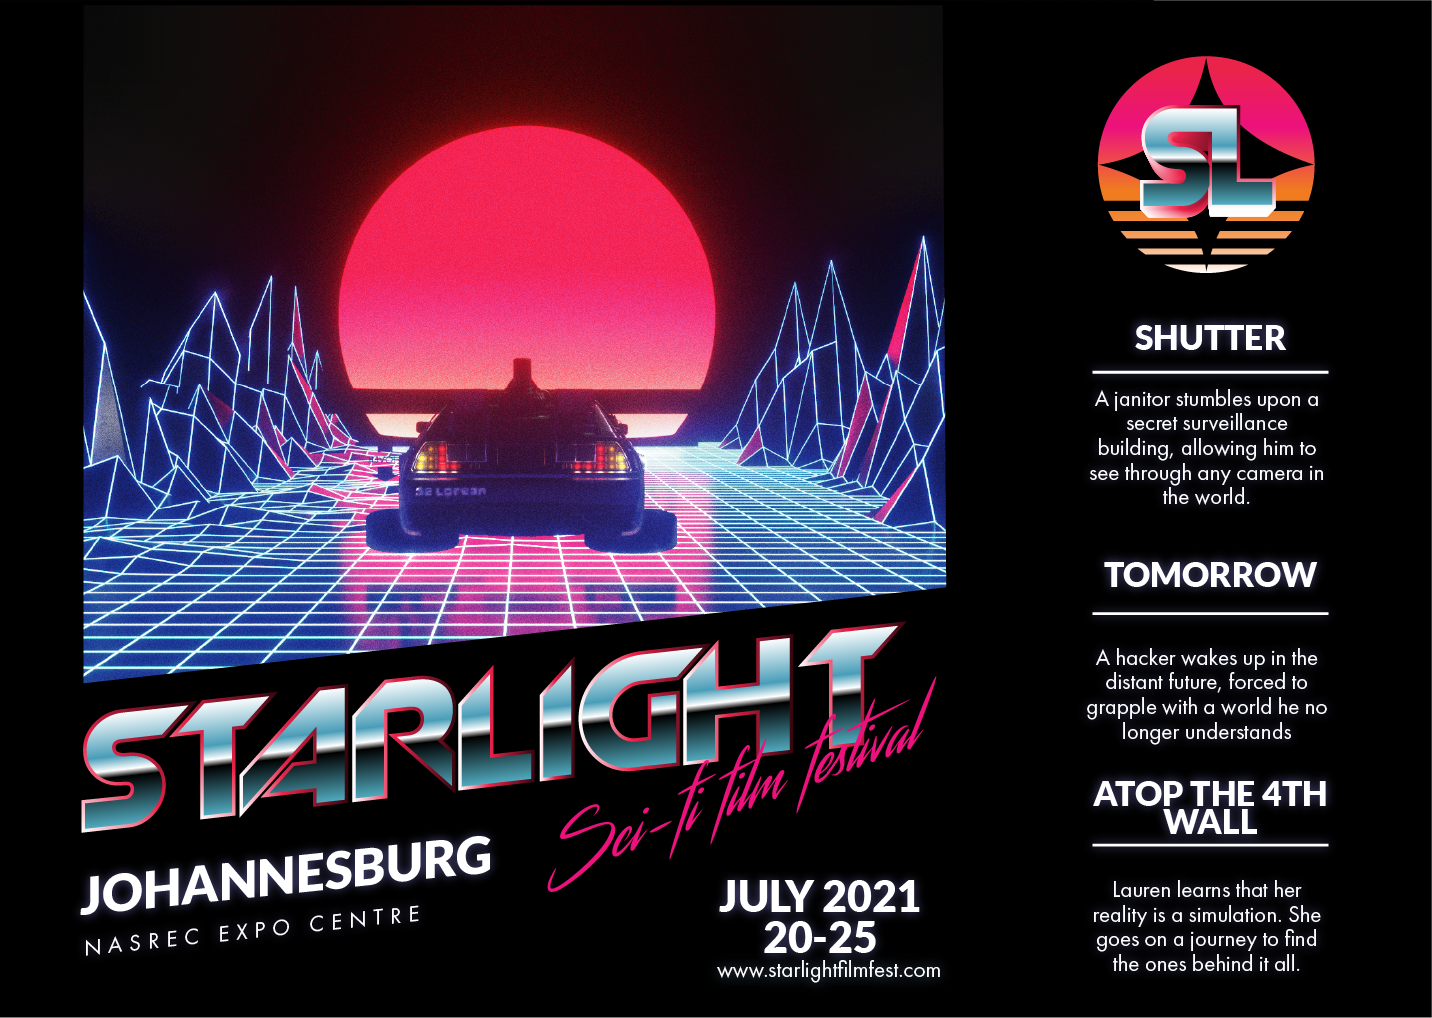 SL
De Lorean
STARLIGHT
Sci-fi film festival
JOHANNESBURG
NASREC EXPO CENTRE
JULY 2021
20-25
www.starlightfilmfest.com
SHUTTER
A janitor stumbles upon a
secret surveillance
building, allowing him to
see through any camera in
the world.
TOMORROW
A hacker wakes up in the
distant future, forced to
grapple with a world he no
longer understands
ATOP THE 4TH
WALL
Lauren learns that her
reality is a simulation. She
goes on a journey to find
the ones behind it all.